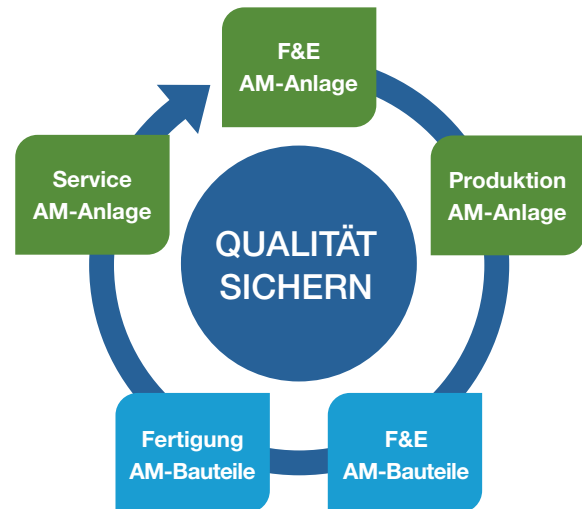 F&E
AM-Anlage
Service
AM-Anlage
Produktion
AM-Anlage
QUALITÄT
SICHERN
Fertigung
AM-Bauteile
F&E
AM-Bauteile